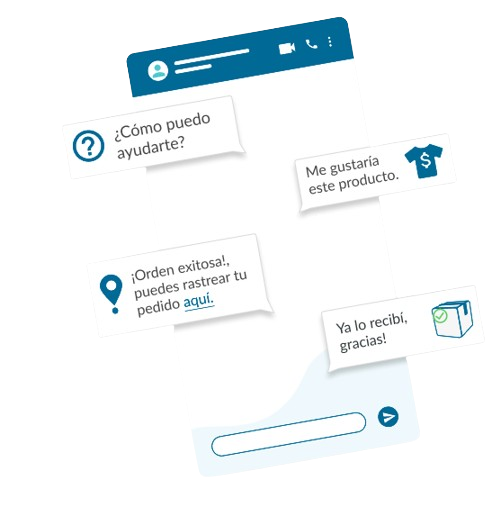 ¿Cómo puedo
ayudarte?
Me gustaría
este producto.
¡Orden exitosa!,
puedes rastrear tu
pedido aquí.
Ya lo recibí,
gracias!